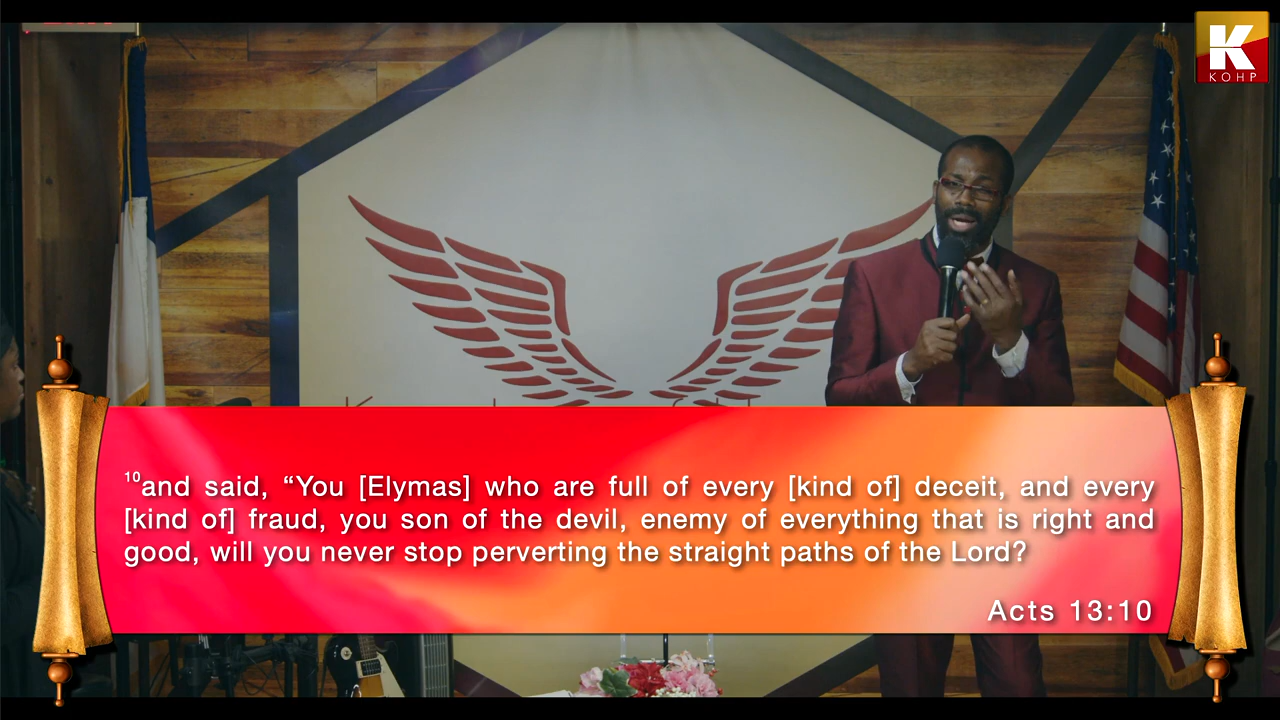 K
KOHP
¹⁰and said, “You [Elymas] who are full of every [kind of] deceit, and every
[kind of] fraud, you son of the devil, enemy of everything that is right and
good, will you never stop perverting the straight paths of the Lord?
Acts 13:10